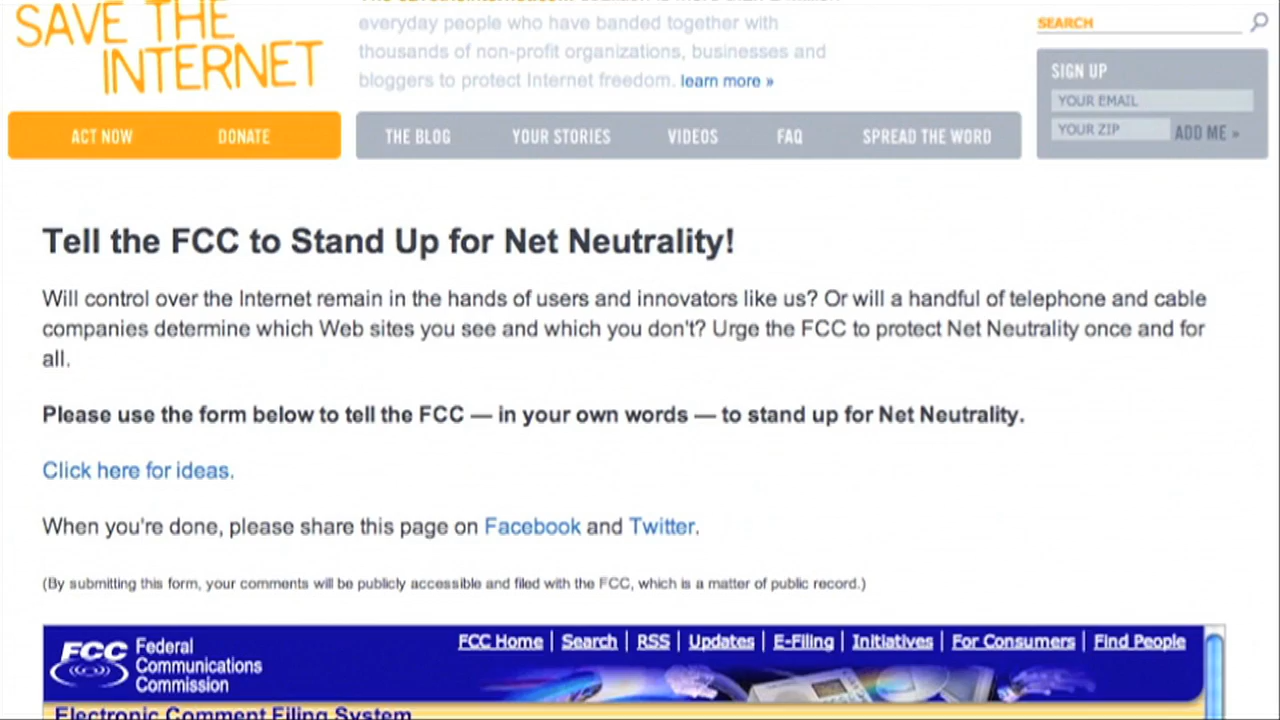 SAVE THE
INTERNET
everyday people who have banded together with
thousands of non-profit organizations, businesses and
bloggers to protect Internet freedom. learn more »
SEARCH
SIGN UP
YOUR EMAIL
YOUR ZIP ADD ME »
ACT NOW DONATE THE BLOG YOUR STORIES VIDEOS FAQ SPREAD THE WORD
Tell the FCC to Stand Up for Net Neutrality!
Will control over the Internet remain in the hands of users and innovators like us? Or will a handful of telephone and cable
companies determine which Web sites you see and which you don't? Urge the FCC to protect Net Neutrality once and for
all.
Please use the form below to tell the FCC — in your own words — to stand up for Net Neutrality.
Click here for ideas.
When you're done, please share this page on Facebook and Twitter.
(By submitting this form, your comments will be publicly accessible and filed with the FCC, which is a matter of public record.)
FCC Federal
Communications
Commission
FCC Home | Search | RSS | Updates | E-Filing | Initiatives | For Consumers | Find People
Electronic Comment Filing System